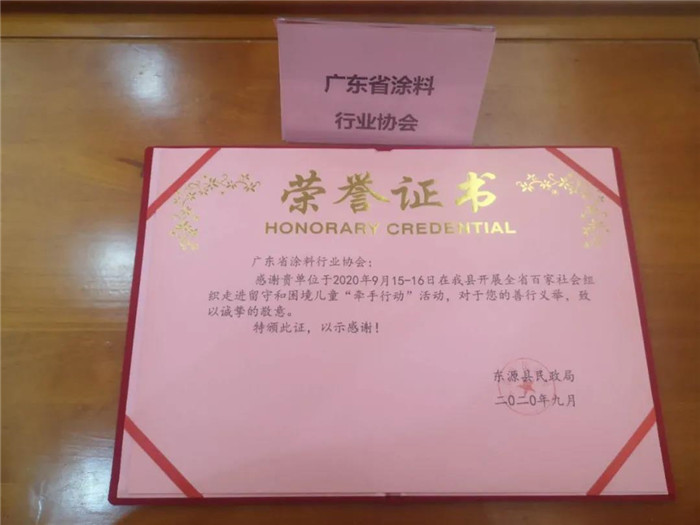 广东省涂料
行业协会
荣誉证书
HONORARY CREDENTIAL
广东省涂料行业协会：
感谢贵单位于2020年9月15-16日在我县开展全省百家社会组
织走进留守和困境儿童“牵手行动”活动，对于您的善行义举，致
以诚挚的敬意。
特颁此证，以示感谢！
东源县民政局
二〇二〇年九月